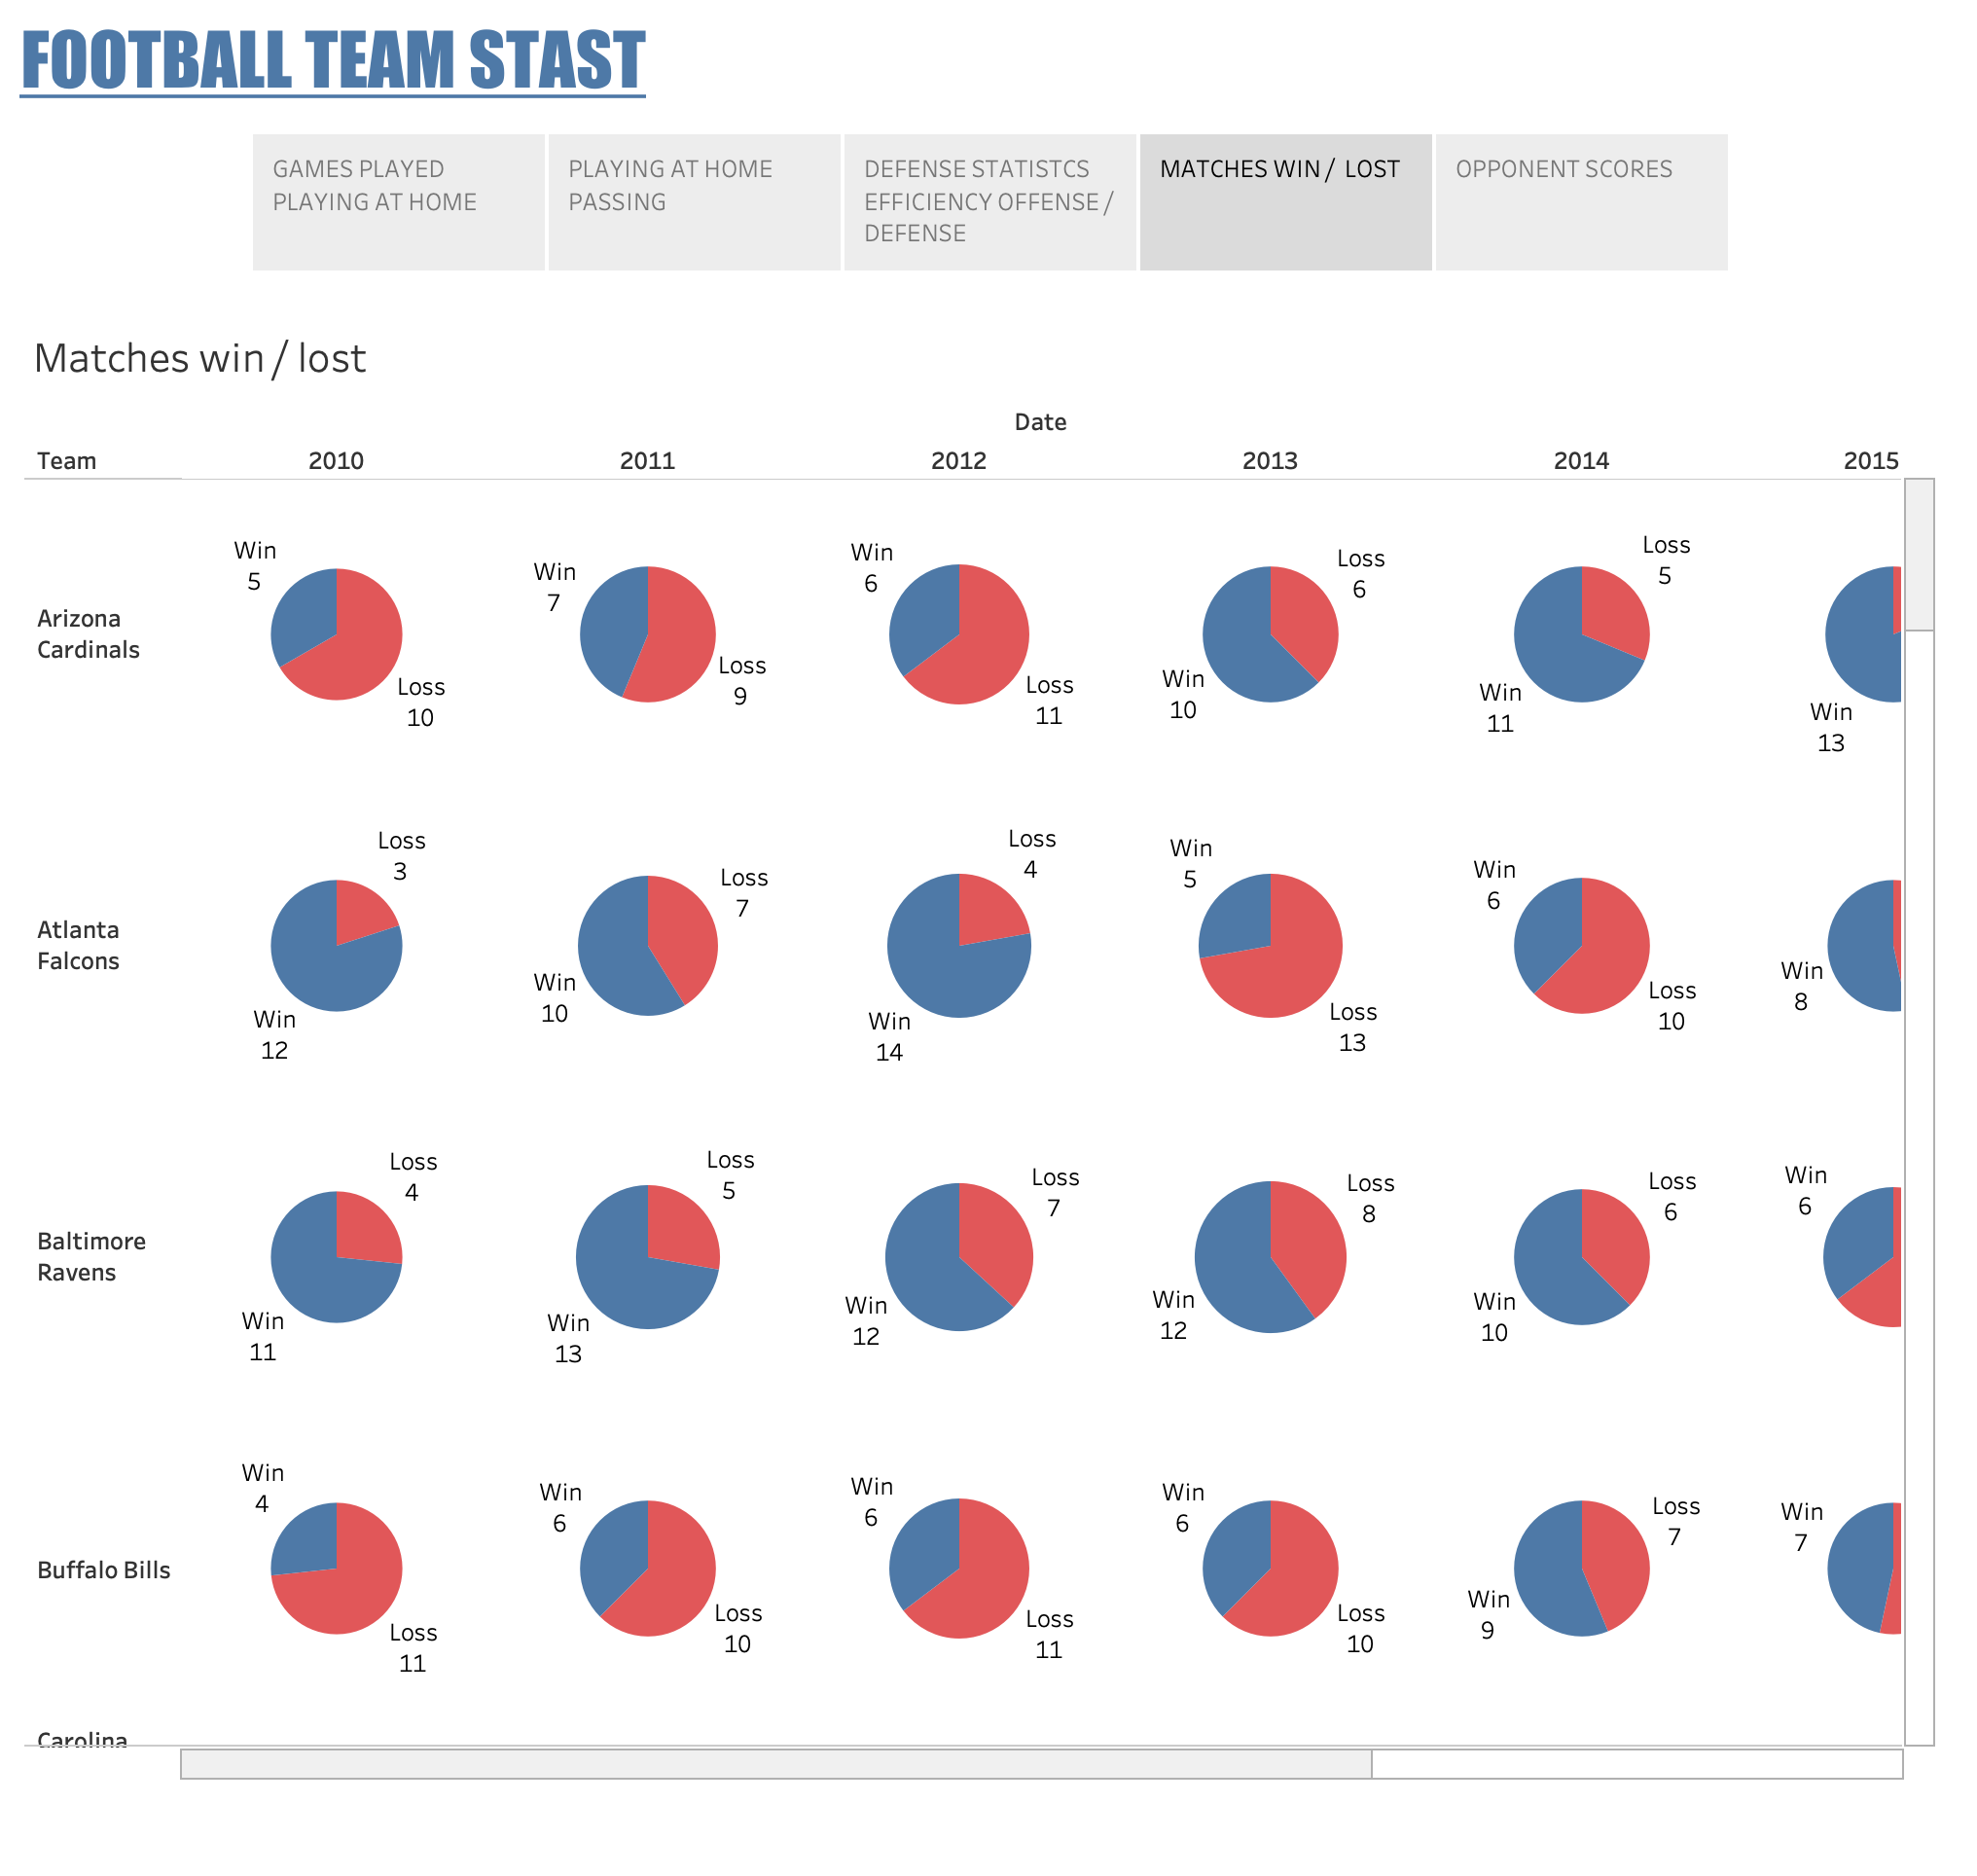 FOOTBALL TEAM STAST
GAMES PLAYED
PLAYING AT HOME
PLAYING AT HOME
PASSING
DEFENSE STATISTCS
EFFICIENCY OFFENSE /
DEFENSE
MATCHES WIN / LOST
OPPONENT SCORES
Matches win / lost
Date
Team 2010 2011 2012 2013 2014 2015
Arizona
Cardinals
Win
5
Loss
10
Win
7
Loss
9
Win
6
Loss
11
Loss
6
Win
10
Loss
5
Win
11
Win
13
Atlanta
Falcons
Loss
3
Win
12
Loss
7
Win
10
Loss
4
Win
14
Win
5
Loss
13
Win
6
Loss
10
Win
8
Baltimore
Ravens
Loss
4
Win
11
Loss
5
Win
13
Loss
7
Win
12
Loss
8
Win
12
Loss
6
Win
10
Win
6
Buffalo Bills
Win
4
Loss
11
Win
6
Loss
10
Win
6
Loss
11
Win
6
Loss
10
Loss
7
Win
9
Win
7
Carolina